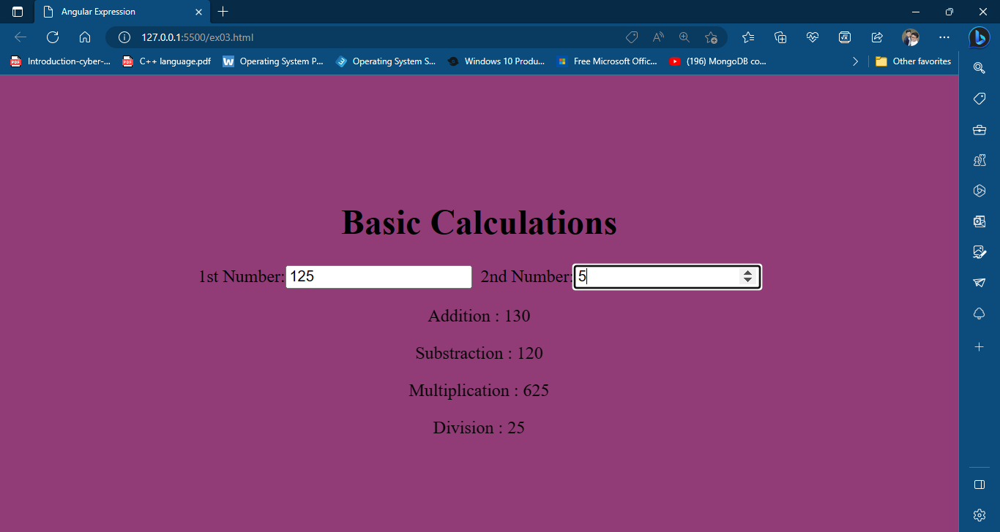 Angular Expression
127.0.0.1:5500/ex03.html
Introduction-cyber-... C++ language.pdf Operating System P... Operating System S... Windows 10 Produ... Free Microsoft Offic... (196) MongoDB co... Other favorites
Basic Calculations
1st Number: 125 2nd Number: 5
Addition : 130
Substraction : 120
Multiplication : 625
Division : 25